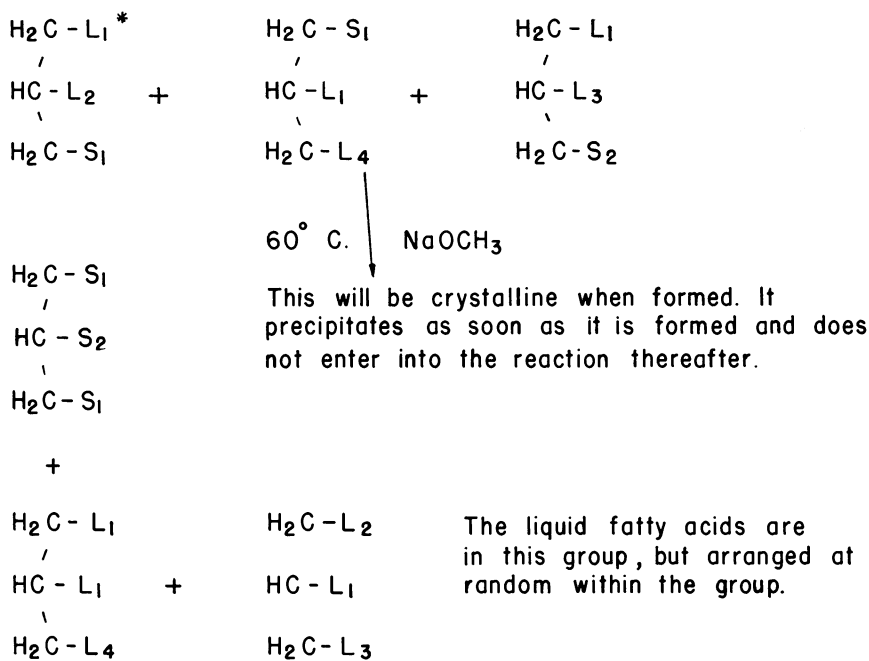 H₂C – L₁* H₂C – S₁ H₂C – L₁
HC – L₂ + HC – L₁ + HC – L₃
H₂C – S₁ H₂C – L₄ H₂C – S₂
60° C. NaOCH₃
H₂C – S₁
This will be crystalline when formed. It
HC – S₂
precipitates as soon as it is formed and does
not enter into the reaction thereafter.
H₂C – S₁
+
H₂C – L₁ H₂C – L₂
The liquid fatty acids are
in this group, but arranged at
HC – L₁ + HC – L₁
random within the group.
H₂C – L₄ H₂C – L₃